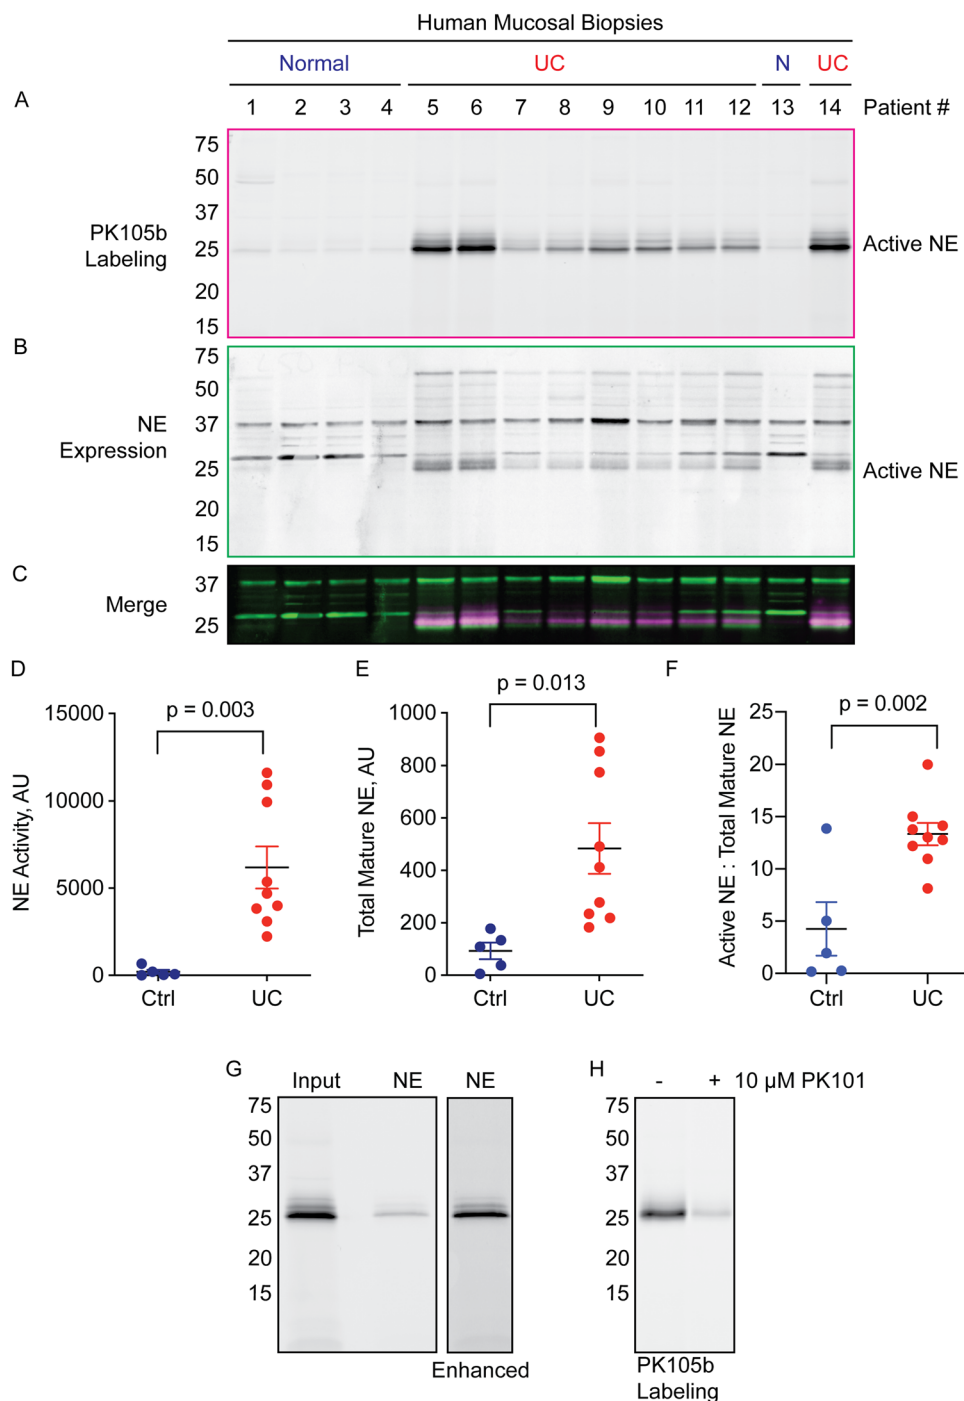 Human Mucosal Biopsies
Normal UC N UC
A 1 2 3 4 5 6 7 8 9 10 11 12 13 14 Patient #
75
50
37
PK105b
Labeling
25 Active NE
20
15
B
75
50
37
NE
Expression
25 Active NE
20
15
C
37
Merge
25
D
p = 0.003
NE Activity, AU
15000
10000
5000
0
Ctrl UC
E
p = 0.013
Total Mature NE, AU
1000
800
600
400
200
0
Ctrl UC
F
p = 0.002
Active NE : Total Mature NE
25
20
15
10
5
0
Ctrl UC
G
Input NE NE
75
50
37
25
20
15
Enhanced
H
- + 10 µM PK101
75
50
37
25
20
15
PK105b
Labeling